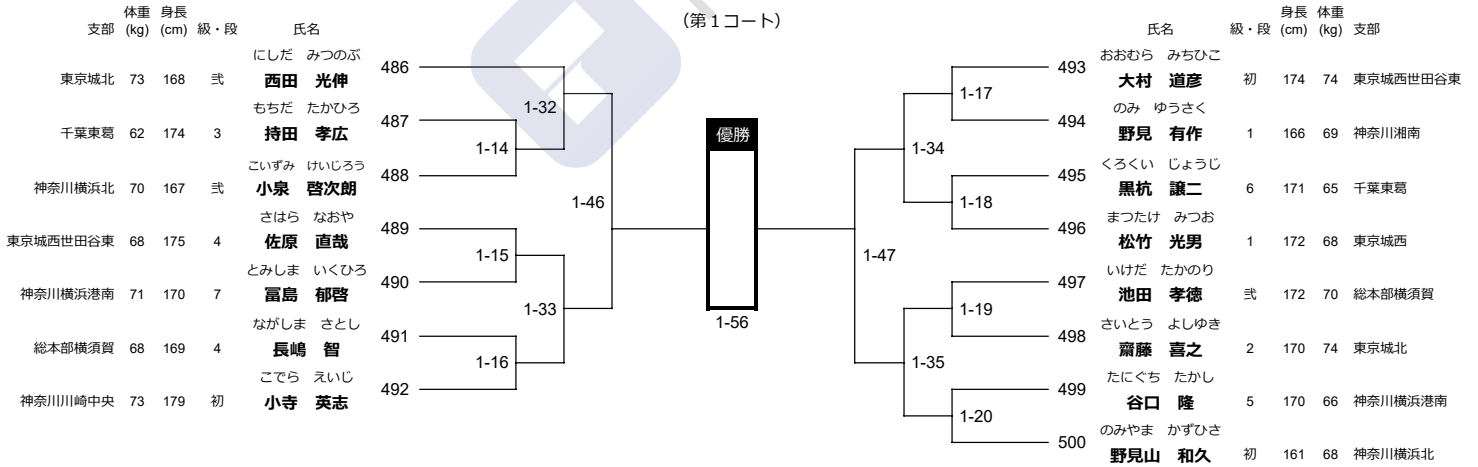 （第１コート）
支部 体重(kg) 身長(cm) 級・段 氏名
にしだ みつのぶ
東京城北 73 168 弐 西田 光伸 486
もちだ たかひろ
千葉東葛 62 174 3 持田 孝広 487
こいずみ けいじろう
神奈川横浜北 70 167 弐 小泉 啓次朗 488
さはら なおや
東京城西世田谷東 68 175 4 佐原 直哉 489
とみしま いくひろ
神奈川横浜港南 71 170 7 冨島 郁啓 490
ながしま さとし
総本部横須賀 68 169 4 長嶋 智 491
こでら えいじ
神奈川川崎中央 73 179 初 小寺 英志 492
1-32
1-14
1-46
1-15
1-33
1-16
優勝
1-56
氏名 級・段 身長(cm) 体重(kg) 支部
おおむら みちひこ
493 大村 道彦 初 174 74 東京城西世田谷東
のみ ゆうさく
494 野見 有作 1 166 69 神奈川湘南
くろくい じょうじ
495 黒杭 譲二 6 171 65 千葉東葛
まつたけ みつお
496 松竹 光男 1 172 68 東京城西
いけだ たかのり
497 池田 孝徳 弐 172 70 総本部横須賀
さいとう よしゆき
498 齋藤 喜之 2 170 74 東京城北
たにぐち たかし
499 谷口 隆 5 170 66 神奈川横浜港南
のみやま かずひさ
500 野見山 和久 初 161 68 神奈川横浜北
1-17
1-34
1-18
1-47
1-19
1-35
1-20